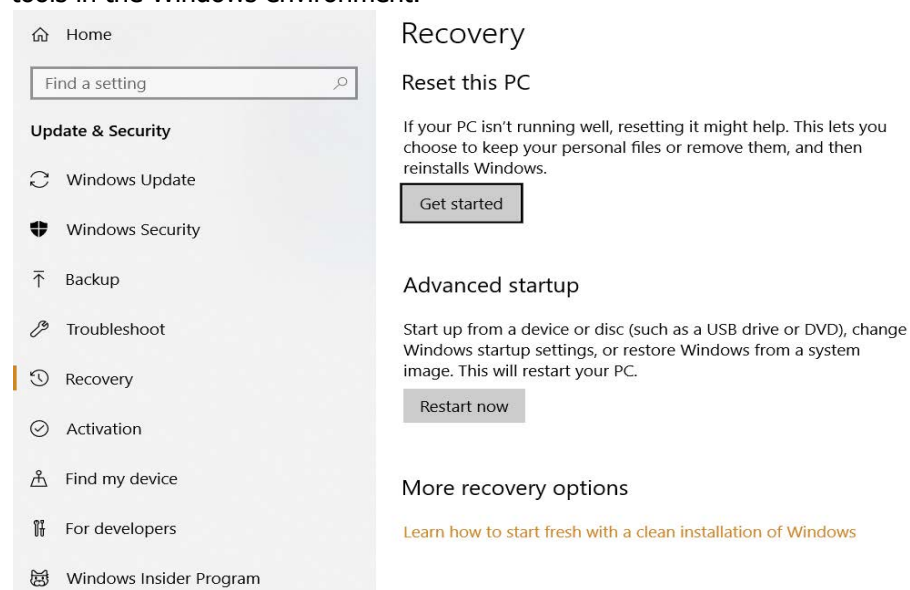 tools in the Windows environment.
Home
Find a setting
Update & Security
Windows Update
Windows Security
Backup
Troubleshoot
Recovery
Activation
Find my device
For developers
Windows Insider Program
Recovery
Reset this PC
If your PC isn't running well, resetting it might help. This lets you
choose to keep your personal files or remove them, and then
reinstalls Windows.
Get started
Advanced startup
Start up from a device or disc (such as a USB drive or DVD), change
Windows startup settings, or restore Windows from a system
image. This will restart your PC.
Restart now
More recovery options
Learn how to start fresh with a clean installation of Windows